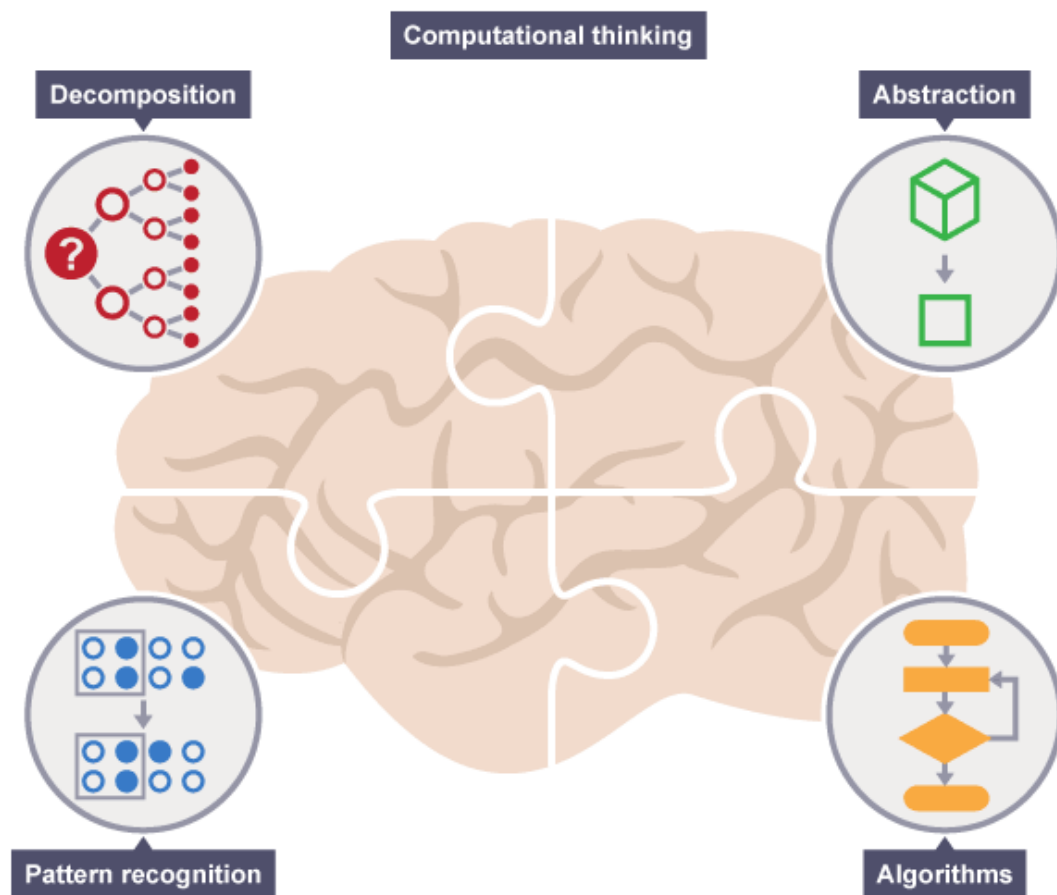 Computational thinking
Decomposition
Abstraction
?
Pattern recognition
Algorithms